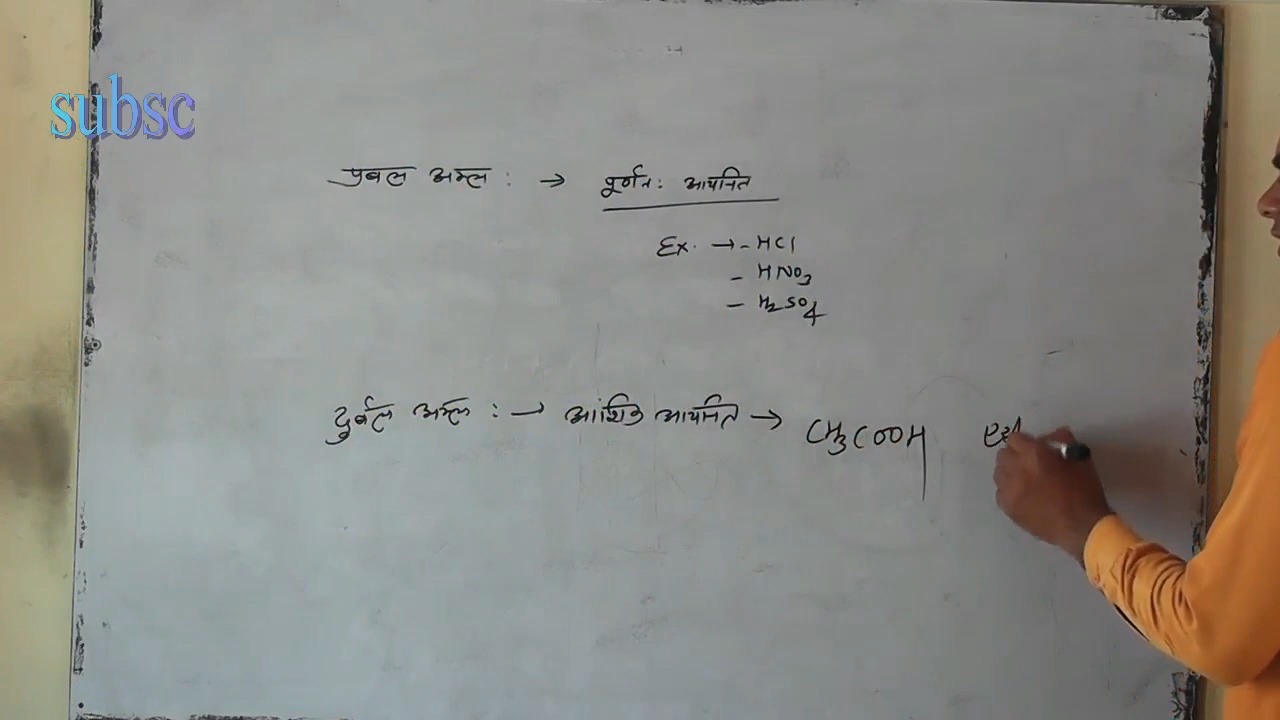 subsc
प्रबल अम्ल : → पूर्णतः आयनित
Ex. → - HCl
- HNO3
- H2SO4
दुर्बल अम्ल : → आंशिक आयनित → CH3COOH